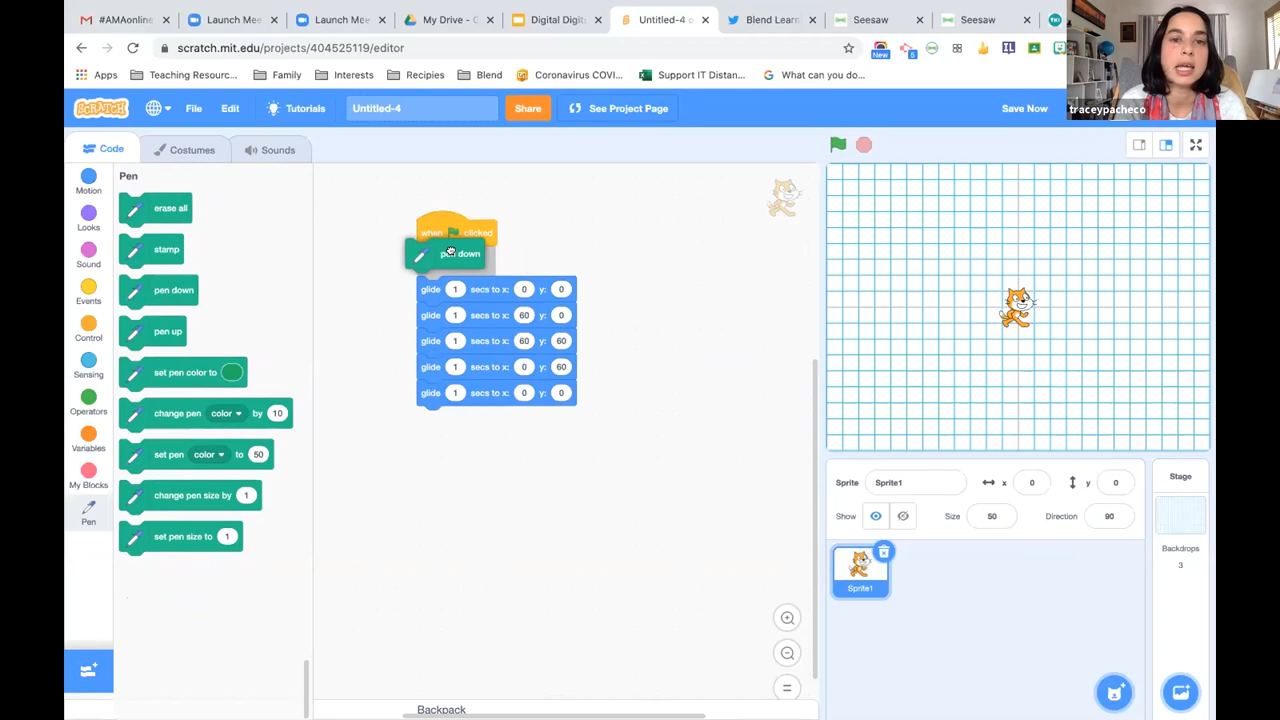 #AMAonline
Launch Mee
Launch Mee
My Drive - G
Digital Digit
Untitled-4 o
Blend Learn
Seesaw
Seesaw
scratch.mit.edu/projects/404525119/editor
New
6
Apps
Teaching Resourc...
Family
Interests
Recipies
Blend
Coronavirus COVI...
Support IT Distan...
What can you do...
traceypacheco
SCRATCH
File
Edit
Tutorials
Untitled-4
Share
See Project Page
Save Now
Code
Costumes
Sounds
Motion
Looks
Sound
Events
Control
Sensing
Operators
Variables
My Blocks
Pen
Pen
erase all
stamp
pen down
pen up
set pen color to
change pen color by 10
set pen color to 50
change pen size by 1
set pen size to 1
when clicked
pen down
glide 1 secs to x: 0 y: 0
glide 1 secs to x: 60 y: 0
glide 1 secs to x: 60 y: 60
glide 1 secs to x: 0 y: 60
glide 1 secs to x: 0 y: 0
Backpack
Sprite Sprite1 x 0 y 0
Show Size 50 Direction 90
Sprite1
Stage
Backdrops
3